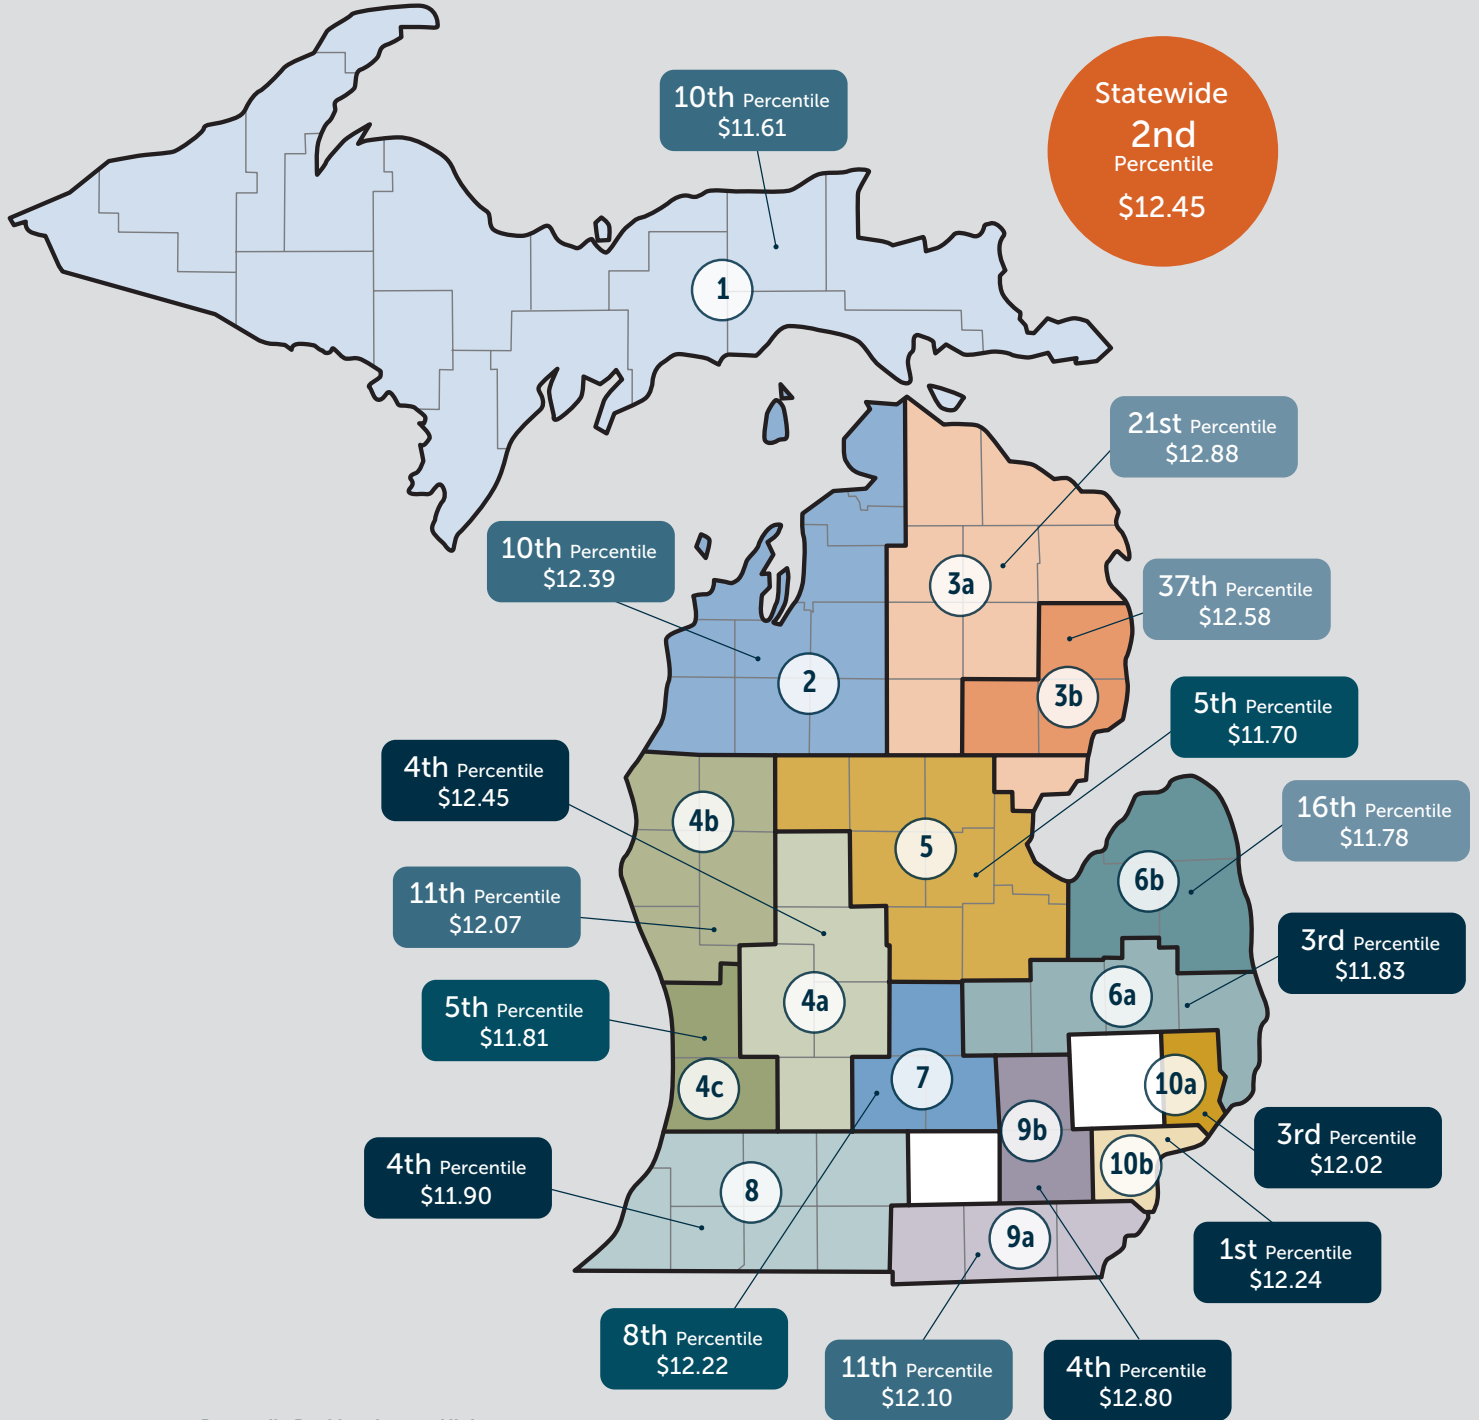 Statewide
2nd
Percentile
$12.45
10th Percentile
$11.61
1
21st Percentile
$12.88
10th Percentile
$12.39
3a
37th Percentile
$12.58
2
3b
5th Percentile
$11.70
4th Percentile
$12.45
4b
5
16th Percentile
$11.78
6b
11th Percentile
$12.07
3rd Percentile
$11.83
4a
6a
5th Percentile
$11.81
4c
7
10a
9b
3rd Percentile
$12.02
4th Percentile
$11.90
8
10b
9a
1st Percentile
$12.24
8th Percentile
$12.22
11th Percentile
$12.10
4th Percentile
$12.80